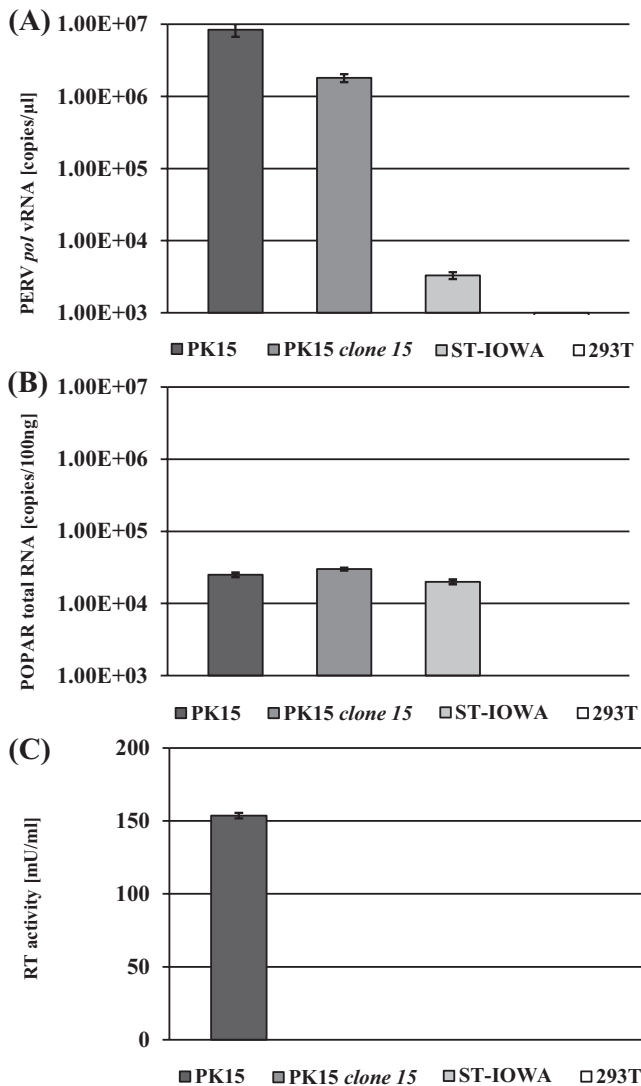 (A)
PERV pol vRNA [copies/µl]
1.00E+07
1.00E+06
1.00E+05
1.00E+04
1.00E+03
PK15 PK15 clone 15 ST-IOWA 293T
(B)
POPAR total RNA [copies/100ng]
1.00E+07
1.00E+06
1.00E+05
1.00E+04
1.00E+03
PK15 PK15 clone 15 ST-IOWA 293T
(C)
RT activity [mU/ml]
200
150
100
50
0
PK15 PK15 clone 15 ST-IOWA 293T